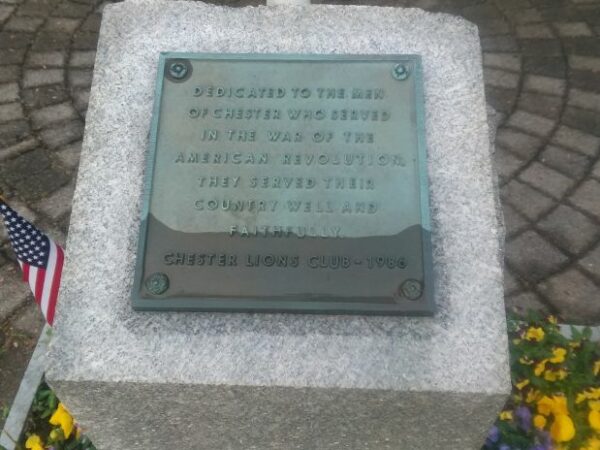 DEDICATED TO THE MEN
OF CHESTER WHO SERVED
IN THE WAR OF THE
AMERICAN REVOLUTION,
THEY SERVED THEIR
COUNTRY WELL AND
FAITHFULLY.
CHESTER LIONS CLUB - 1986